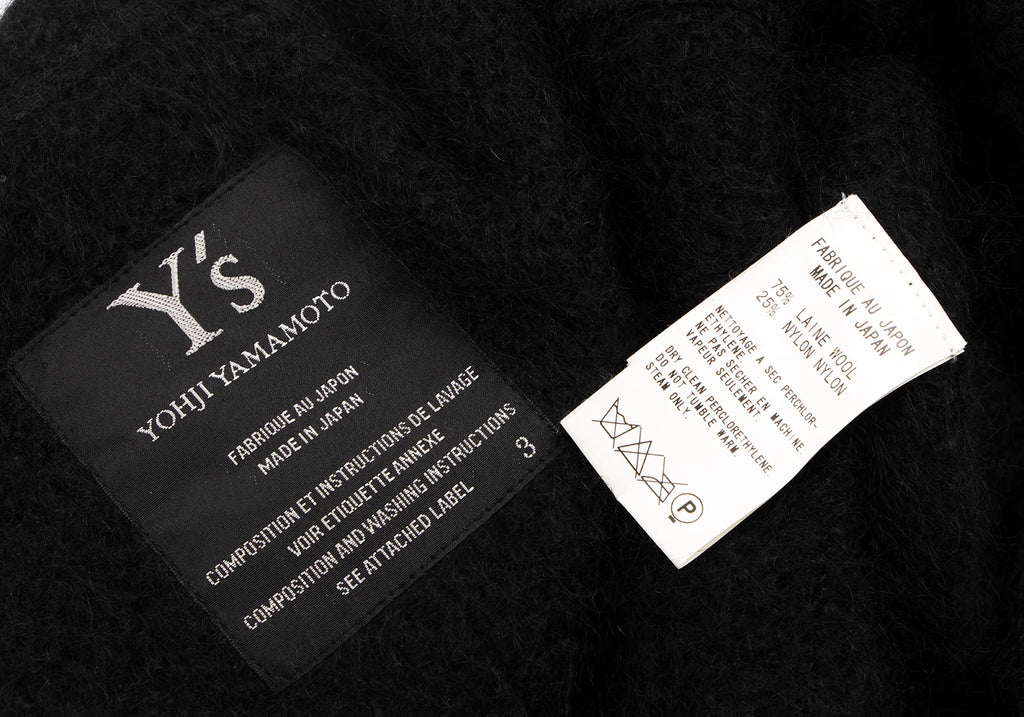 Y's
YOHJI YAMAMOTO
FABRIQUE AU JAPON
MADE IN JAPAN
COMPOSITION ET INSTRUCTIONS DE LAVAGE
VOIR ETIQUETTE ANNEXE
COMPOSITION AND WASHING INSTRUCTIONS
SEE ATTACHED LABEL
3
FABRIQUE AU JAPON
MADE IN JAPAN
75% LAINE WOOL
25% NYLON NYLON
NETTOYAGE A SEC PERCHLOR-
ETHYLENE.
NE PAS SECHER EN MACHINE.
VAPEUR SEULEMENT.
DRY CLEAN PERCLORETHYLENE.
DO NOT TUMBLE WARM.
STEAM ONLY.
P